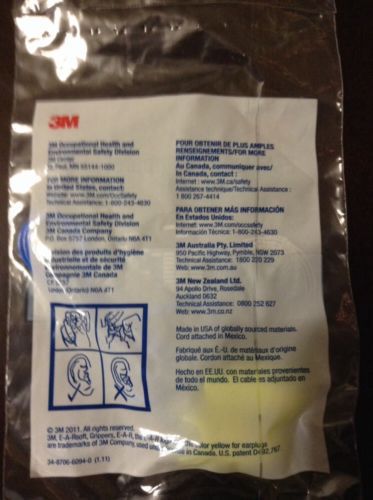 3M
3M Occupational Health and
Environmental Safety Division
3M Center
St. Paul, MN 55144-1000
FOR MORE INFORMATION
In United States, contact:
Website: www.3m.com/OccSafety
Technical Assistance: 1-800-243-4630
3M Occupational Health and
Environmental Safety Division
3M Canada Company
P.O. Box 5757 London, Ontario N6A 4T1
Division des produits d'hygiène
industrielle et de sécurité
environnementale de 3M
Compagnie 3M Canada
Ontario N6A 4T1
POUR OBTENIR DE PLUS AMPLES
RENSEIGNEMENTS/FOR MORE
INFORMATION
Au Canada, communiquer avec/
In Canada, contact :
Internet : www.3M.ca/safety
Assistance technique/Technical Assistance :
1 800 267-4414
PARA OBTENER MÁS INFORMACIÓN
En Estados Unidos:
Internet: www.3M.com/occsafety
Información Técnica: 1-800-243-4630
3M Australia Pty. Limited
950 Pacific Highway, Pymble, NSW 2073
Technical Assistance: 1800 220 229
Web: www.3m.com.au
3M New Zealand Ltd.
94 Apollo Drive, Rosedale
Auckland 0632
Technical Assistance: 0800 252 627
Web: www.3m.co.nz
Made in USA of globally sourced materials.
Cord attached in México.
Fabriqué aux É.-U. de matériaux d'origine
globale. Cordon attaché au Mexique.
Hecho en EE.UU. con materiales provenientes
de todo el mundo. El cable es adjuntado en
México.
© 3M 2011. All rights reserved.
3M, E-A-Rsoft, Grippers, E-A-R, the E-A-R logo the color yellow for earplugs
are trademarks of 3M Company, used in Canada. U.S. patent
34-8706-6094-0 (1.11)